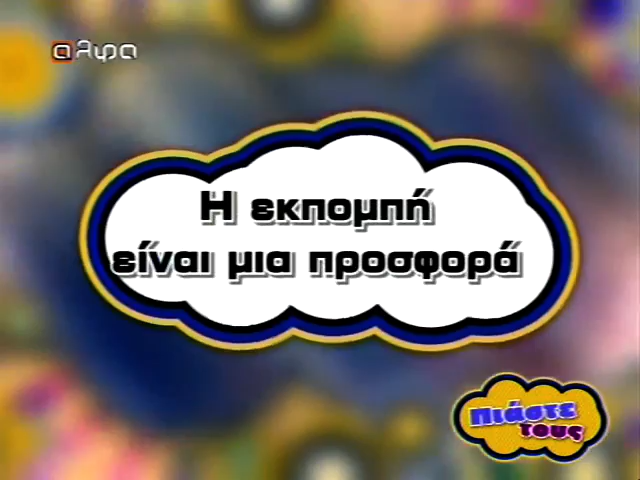 αλφα
Η εκπομπή
είναι μια προσφορά
Πιάστε
τους